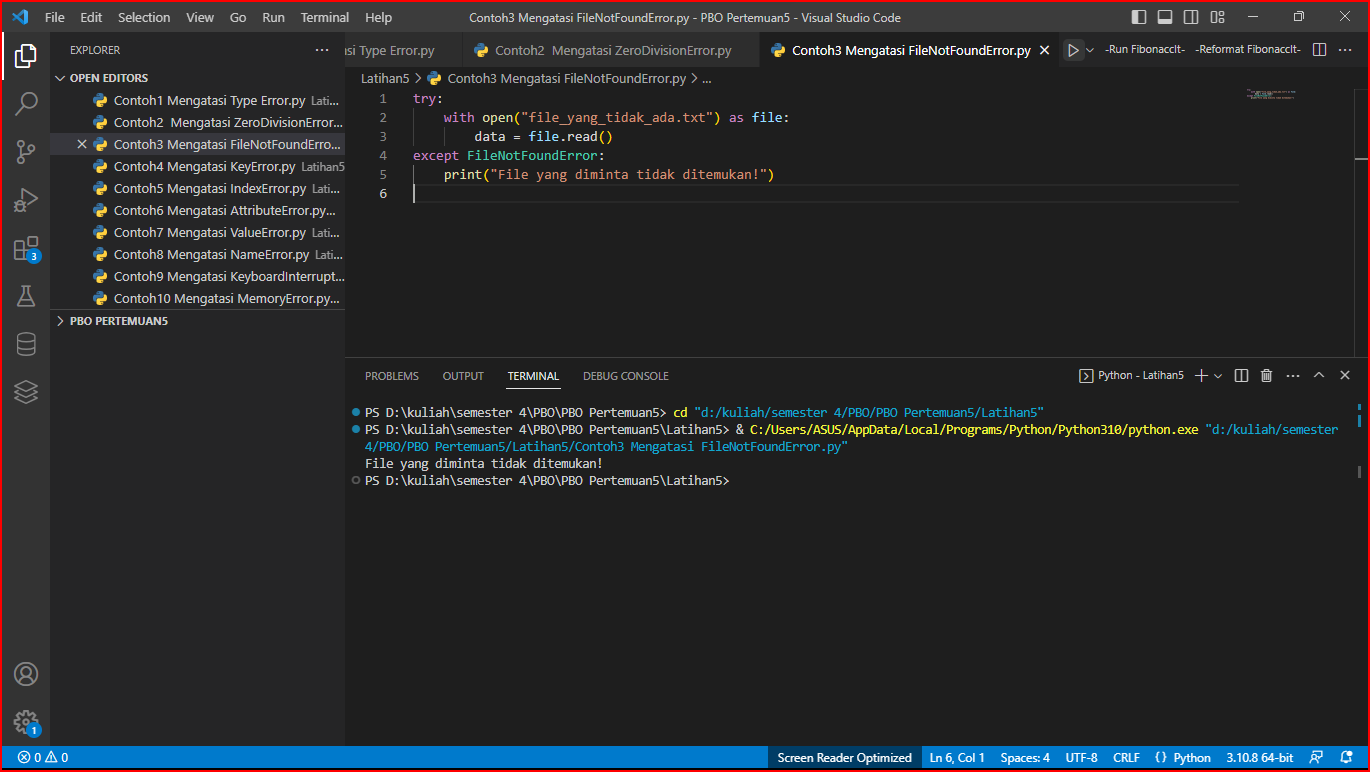 File Edit Selection View Go Run Terminal Help Contoh3 Mengatasi FileNotFoundError.py - PBO Pertemuan5 - Visual Studio Code
EXPLORER ...
OPEN EDITORS
Contoh1 Mengatasi Type Error.py Lati...
Contoh2 Mengatasi ZeroDivisionError...
Contoh3 Mengatasi FileNotFoundErro...
Contoh4 Mengatasi KeyError.py Latihan5
Contoh5 Mengatasi IndexError.py Lati...
Contoh6 Mengatasi AttributeError.py...
Contoh7 Mengatasi ValueError.py Lati...
Contoh8 Mengatasi NameError.py Lati...
Contoh9 Mengatasi KeyboardInterrupt...
Contoh10 Mengatasi MemoryError.py...
PBO PERTEMUAN5
3
1
si Type Error.py Contoh2 Mengatasi ZeroDivisionError.py Contoh3 Mengatasi FileNotFoundError.py -Run Fibonaccit- -Reformat Fibonaccit- ...
Latihan5 > Contoh3 Mengatasi FileNotFoundError.py > ...
1 try:
2 with open("file_yang_tidak_ada.txt") as file:
3 data = file.read()
4 except FileNotFoundError:
5 print("File yang diminta tidak ditemukan!")
6
PROBLEMS OUTPUT TERMINAL DEBUG CONSOLE Python - Latihan5 ...
PS D:\kuliah\semester 4\PBO\PBO Pertemuan5> cd "d:/kuliah/semester 4/PBO/PBO Pertemuan5/Latihan5"
PS D:\kuliah\semester 4\PBO\PBO Pertemuan5\Latihan5> & C:/Users/ASUS/AppData/Local/Programs/Python/Python310/python.exe "d:/kuliah/semester
4/PBO/PBO Pertemuan5/Latihan5/Contoh3 Mengatasi FileNotFoundError.py"
File yang diminta tidak ditemukan!
PS D:\kuliah\semester 4\PBO\PBO Pertemuan5\Latihan5>
0 0 Screen Reader Optimized Ln 6, Col 1 Spaces: 4 UTF-8 CRLF {} Python 3.10.8 64-bit